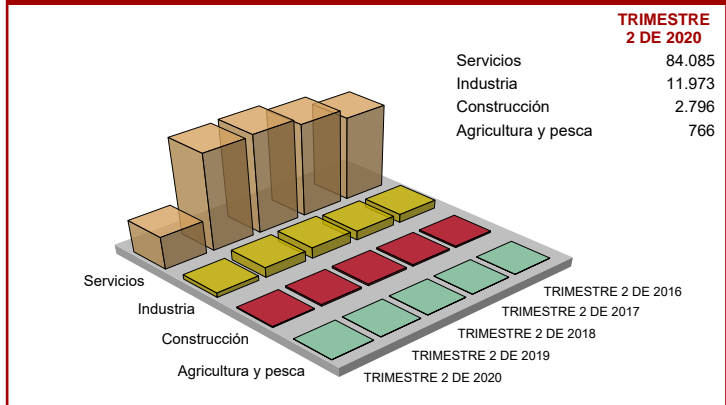 TRIMESTRE
2 DE 2020
Servicios 84.085
Industria 11.973
Construcción 2.796
Agricultura y pesca 766
Servicios
Industria
Construcción
Agricultura y pesca
TRIMESTRE 2 DE 2016
TRIMESTRE 2 DE 2017
TRIMESTRE 2 DE 2018
TRIMESTRE 2 DE 2019
TRIMESTRE 2 DE 2020